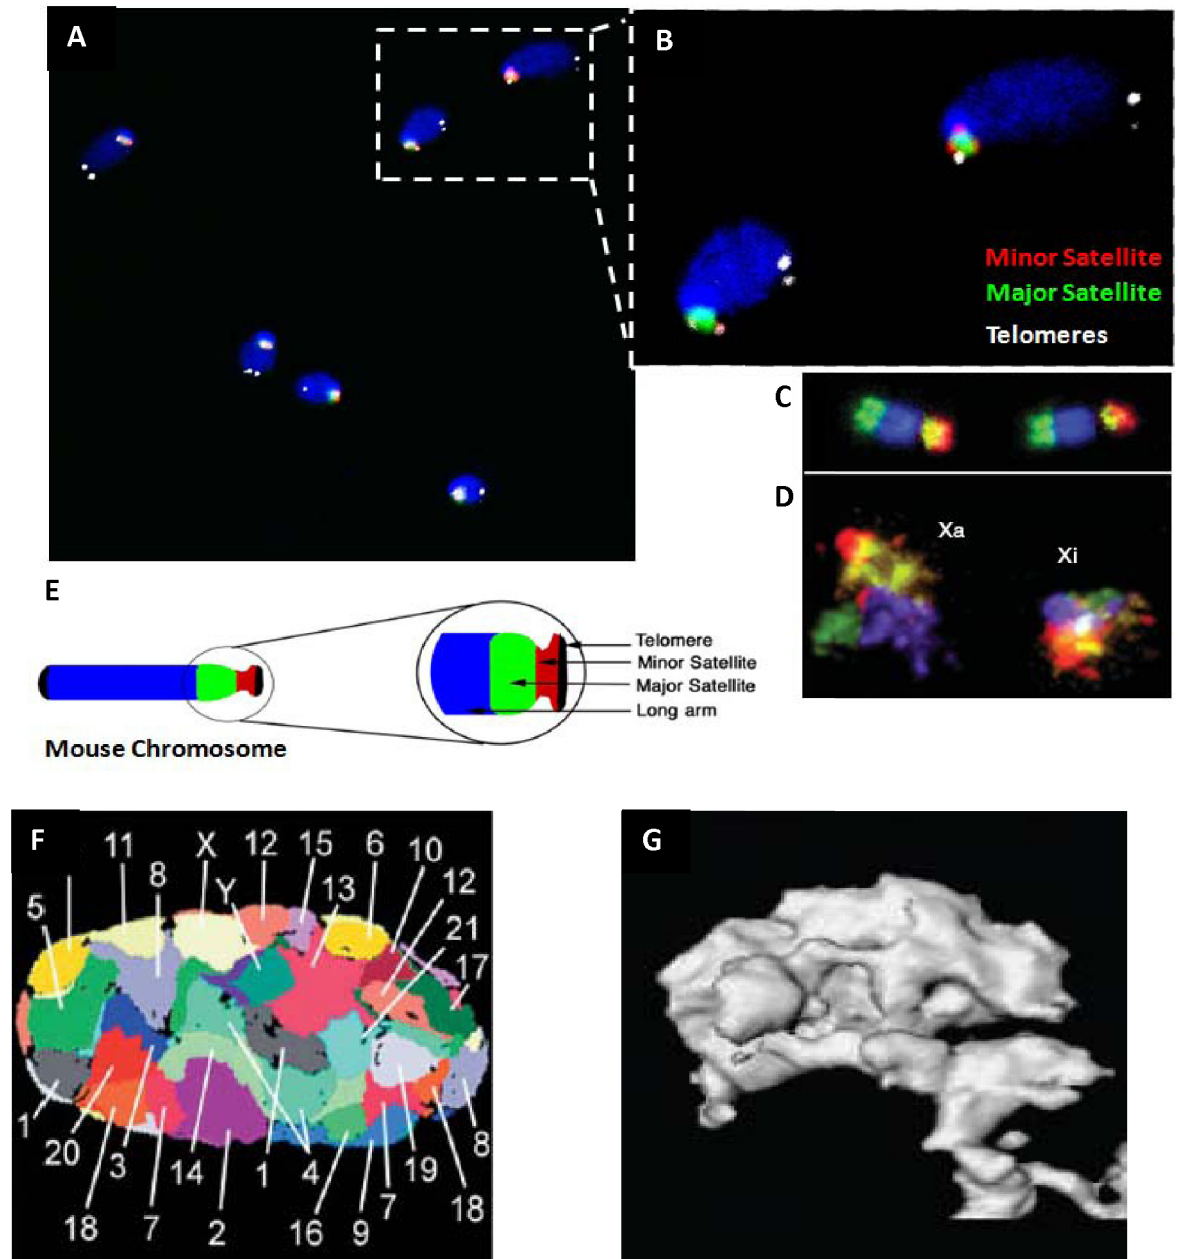 A
B
Minor Satellite
Major Satellite
Telomeres
C
D
Xa
Xi
E
Telomere
Minor Satellite
Major Satellite
Long arm
Mouse Chromosome
F
11
X
12
15
6
10
8
Y
13
12
5
21
17
1
20
3
14
1
4
19
8
18
7
2
16
9
7
18
G